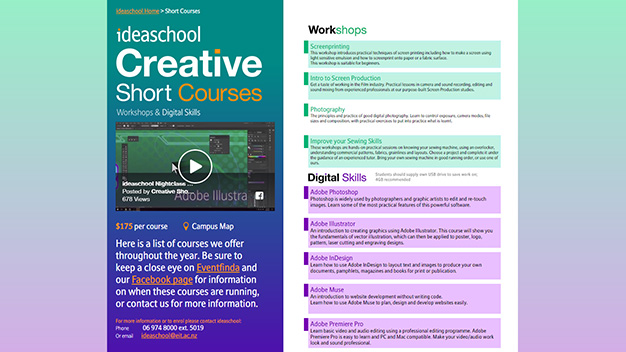 ideaschool Home > Short Courses
ideaschool
Creative
Short Courses
Workshops & Digital Skills
ideaschool Nightclass ...
Posted by Creative Sho...
678 Views
Adobe Illustra
$175 per course
Campus Map
Here is a list of courses we offer
throughout the year. Be sure to
keep a close eye on Eventfinda and
our Facebook page for information
on when these courses are running,
or contact us for more information.
For more information or to enrol please contact ideaschool:
Phone 06 974 8000 ext. 5019
Or email ideaschool@eit.ac.nz
Workshops
Screenprinting
This workshop introduces practical techniques of screen printing including how to make a screen using
light sensitive emulsion and how to screenprint onto paper or a fabric surface.
This workshop is suitable for beginners.
Intro to Screen Production
Get a taste of working in the film industry. Practical lessons in camera and sound recording, editing and
sound mixing from experienced professionals at our purpose-built Screen Production studios.
Photography
The principles and practice of good digital photography. Learn to control exposure, camera modes, file
sizes and composition, with practical exercises to put into practice what is learnt.
Improve your Sewing Skills
These workshops are hands-on practical sessions on knowing your sewing machine, using an overlocker,
understanding commercial patterns, fabrics, grainlines and layouts. Choose a project and complete it under
the guidance of an experienced tutor. Bring your own sewing machine in good running order, or use one of
ours.
Digital Skills
Students should supply own USB drive to save work on;
4GB recommended
Adobe Photoshop
Photoshop is widely used by photographers and graphic artists to edit and re-touch
images. Learn some of the most practical features of this powerful software.
Adobe Illustrator
An introduction to creating graphics using Adobe Illustrator. This course will show you
the fundamentals of vector illustration, which can then be applied to poster, logo,
pattern, laser cutting and engraving designs.
Adobe InDesign
Learn how to use Adobe InDesign to layout text and images to produce your own
documents, pamphlets, magazines and books for print or publication.
Adobe Muse
An introduction to website development without writing code.
Learn how to use Adobe Muse to plan, design and develop websites easily.
Adobe Premiere Pro
Learn basic video and audio editing using a professional editing programme. Adobe
Premiere Pro is easy to learn and PC and Mac compatible. Make your video/audio work
look and sound professional.